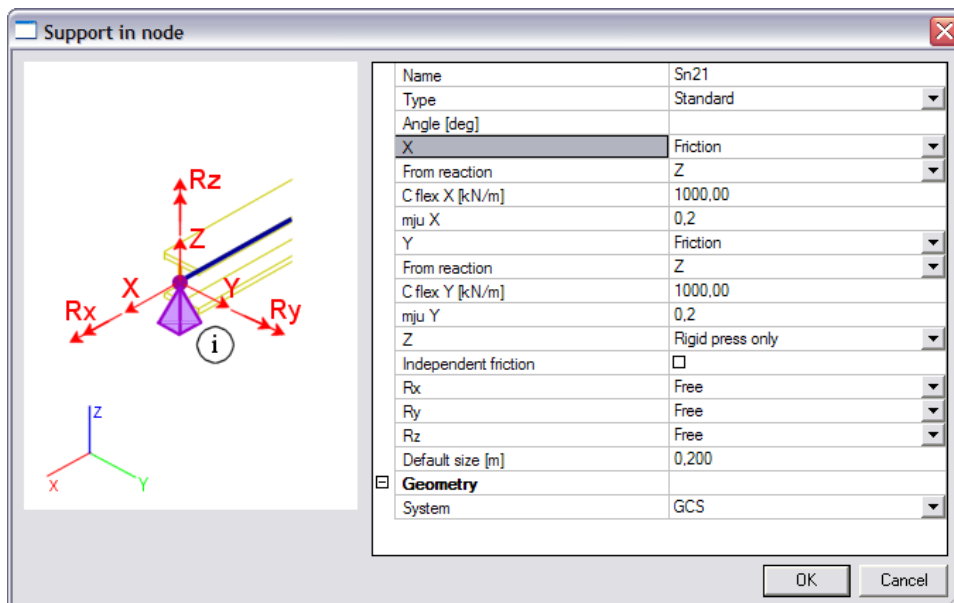 Support in node
Rz
Z
X
Y
Rx
Ry
i
Z
X
Y
Name Sn21
Type Standard
Angle [deg]
X Friction
From reaction Z
C flex X [kN/m] 1000,00
mju X 0,2
Y Friction
From reaction Z
C flex Y [kN/m] 1000,00
mju Y 0,2
Z Rigid press only
Independent friction
Rx Free
Ry Free
Rz Free
Default size [m] 0,200
Geometry
System GCS
OK Cancel